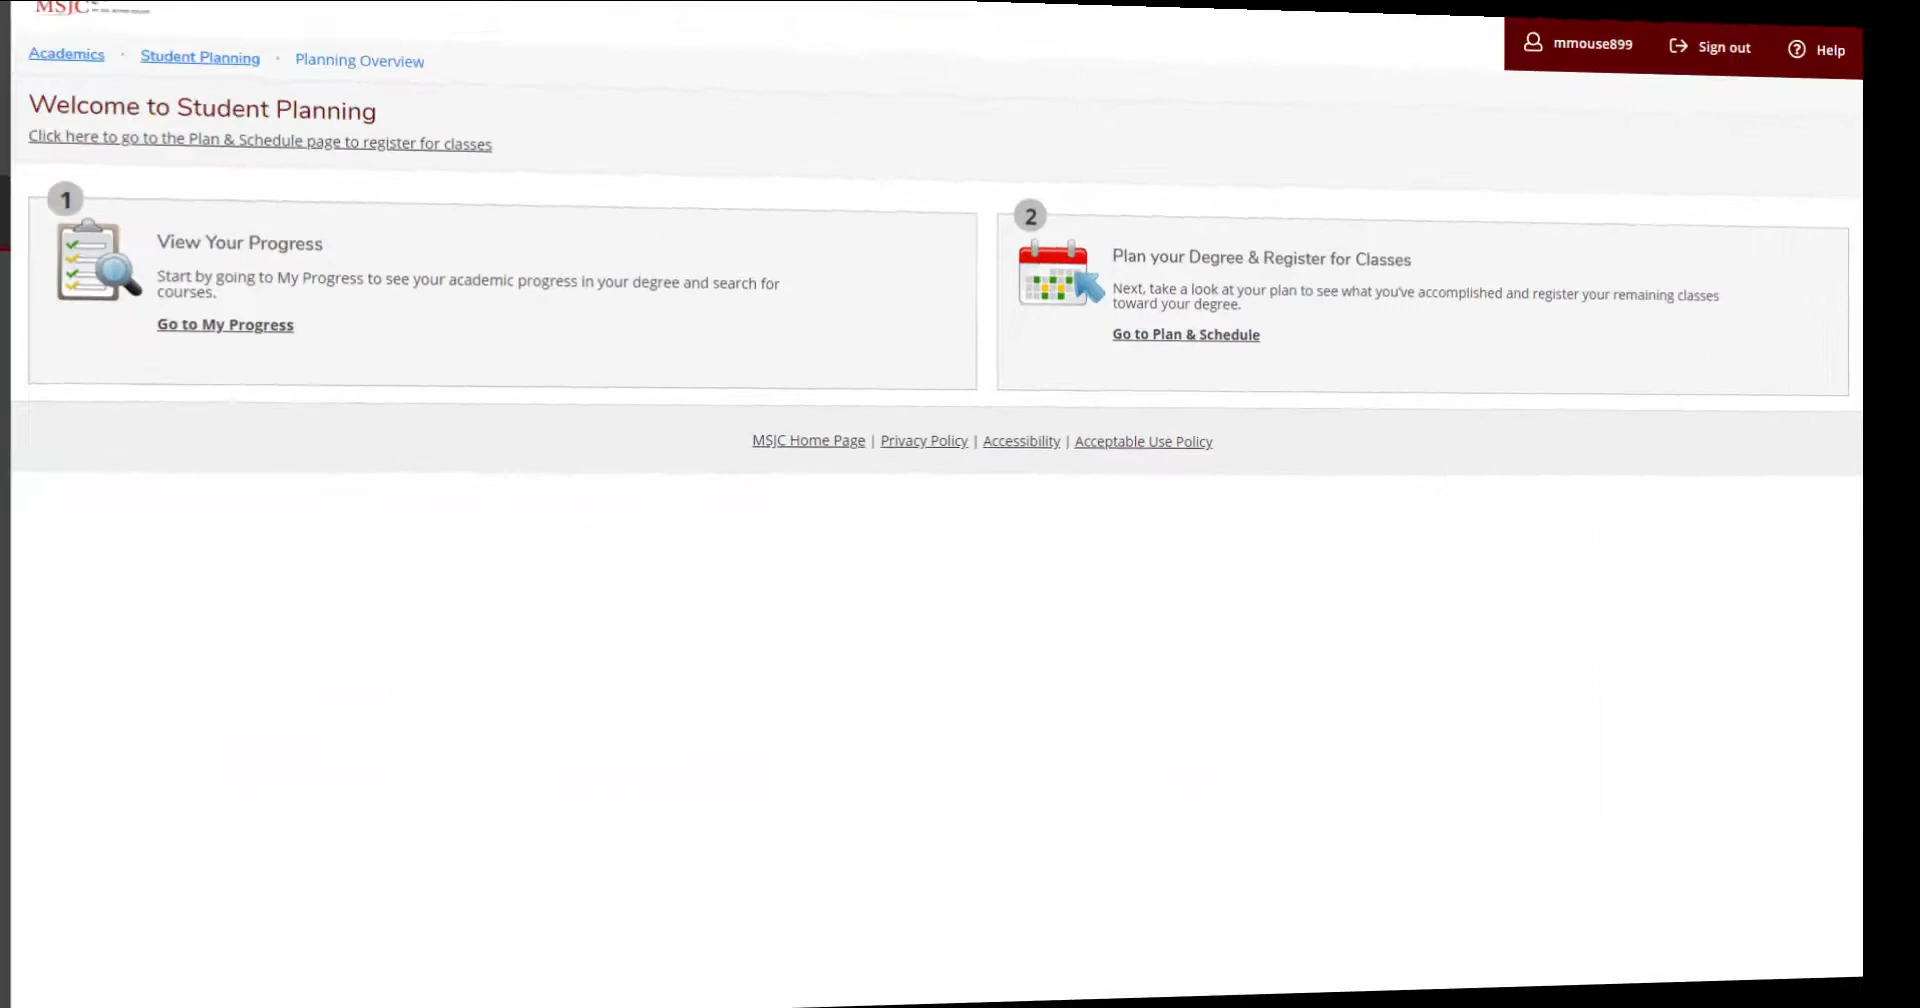 MSJC
mmouse899 Sign out Help
Academics · Student Planning · Planning Overview
Welcome to Student Planning
Click here to go to the Plan & Schedule page to register for classes
1
View Your Progress
Start by going to My Progress to see your academic progress in your degree and search for
courses.
Go to My Progress
2
Plan your Degree & Register for Classes
Next, take a look at your plan to see what you've accomplished and register your remaining classes
toward your degree.
Go to Plan & Schedule
MSJC Home Page | Privacy Policy | Accessibility | Acceptable Use Policy